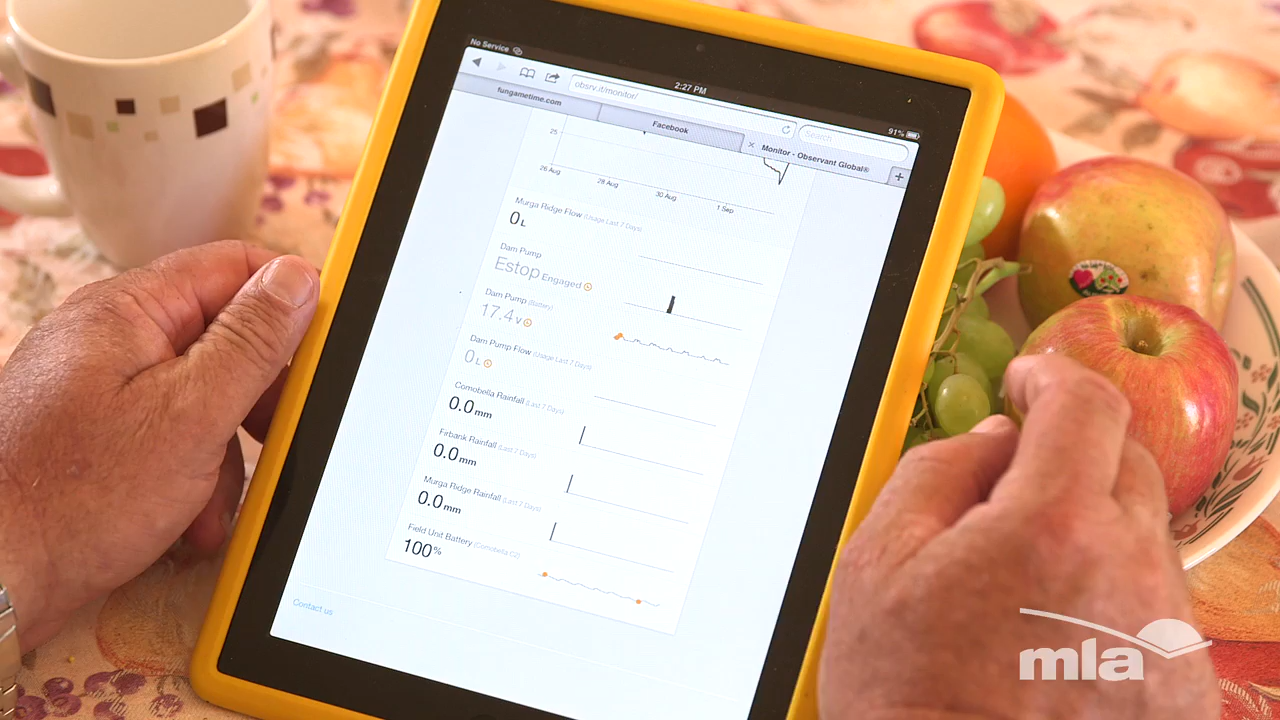 No Service
2:27 PM
91%
obsrv.it/monitor/
Search
fungametime.com
Facebook
Monitor - Observant Global®
25
26 Aug
28 Aug
30 Aug
1 Sep
Murga Ridge Flow (Usage Last 7 Days)
0L
Dam Pump
Estop Engaged
Dam Pump (Battery)
17.4v
Dam Pump Flow (Usage Last 7 Days)
0L
Comobella Rainfall (Last 7 Days)
0.0mm
Firbank Rainfall (Last 7 Days)
0.0mm
Murga Ridge Rainfall (Last 7 Days)
0.0mm
Field Unit Battery (Comobella C2)
100%
Contact us
mla